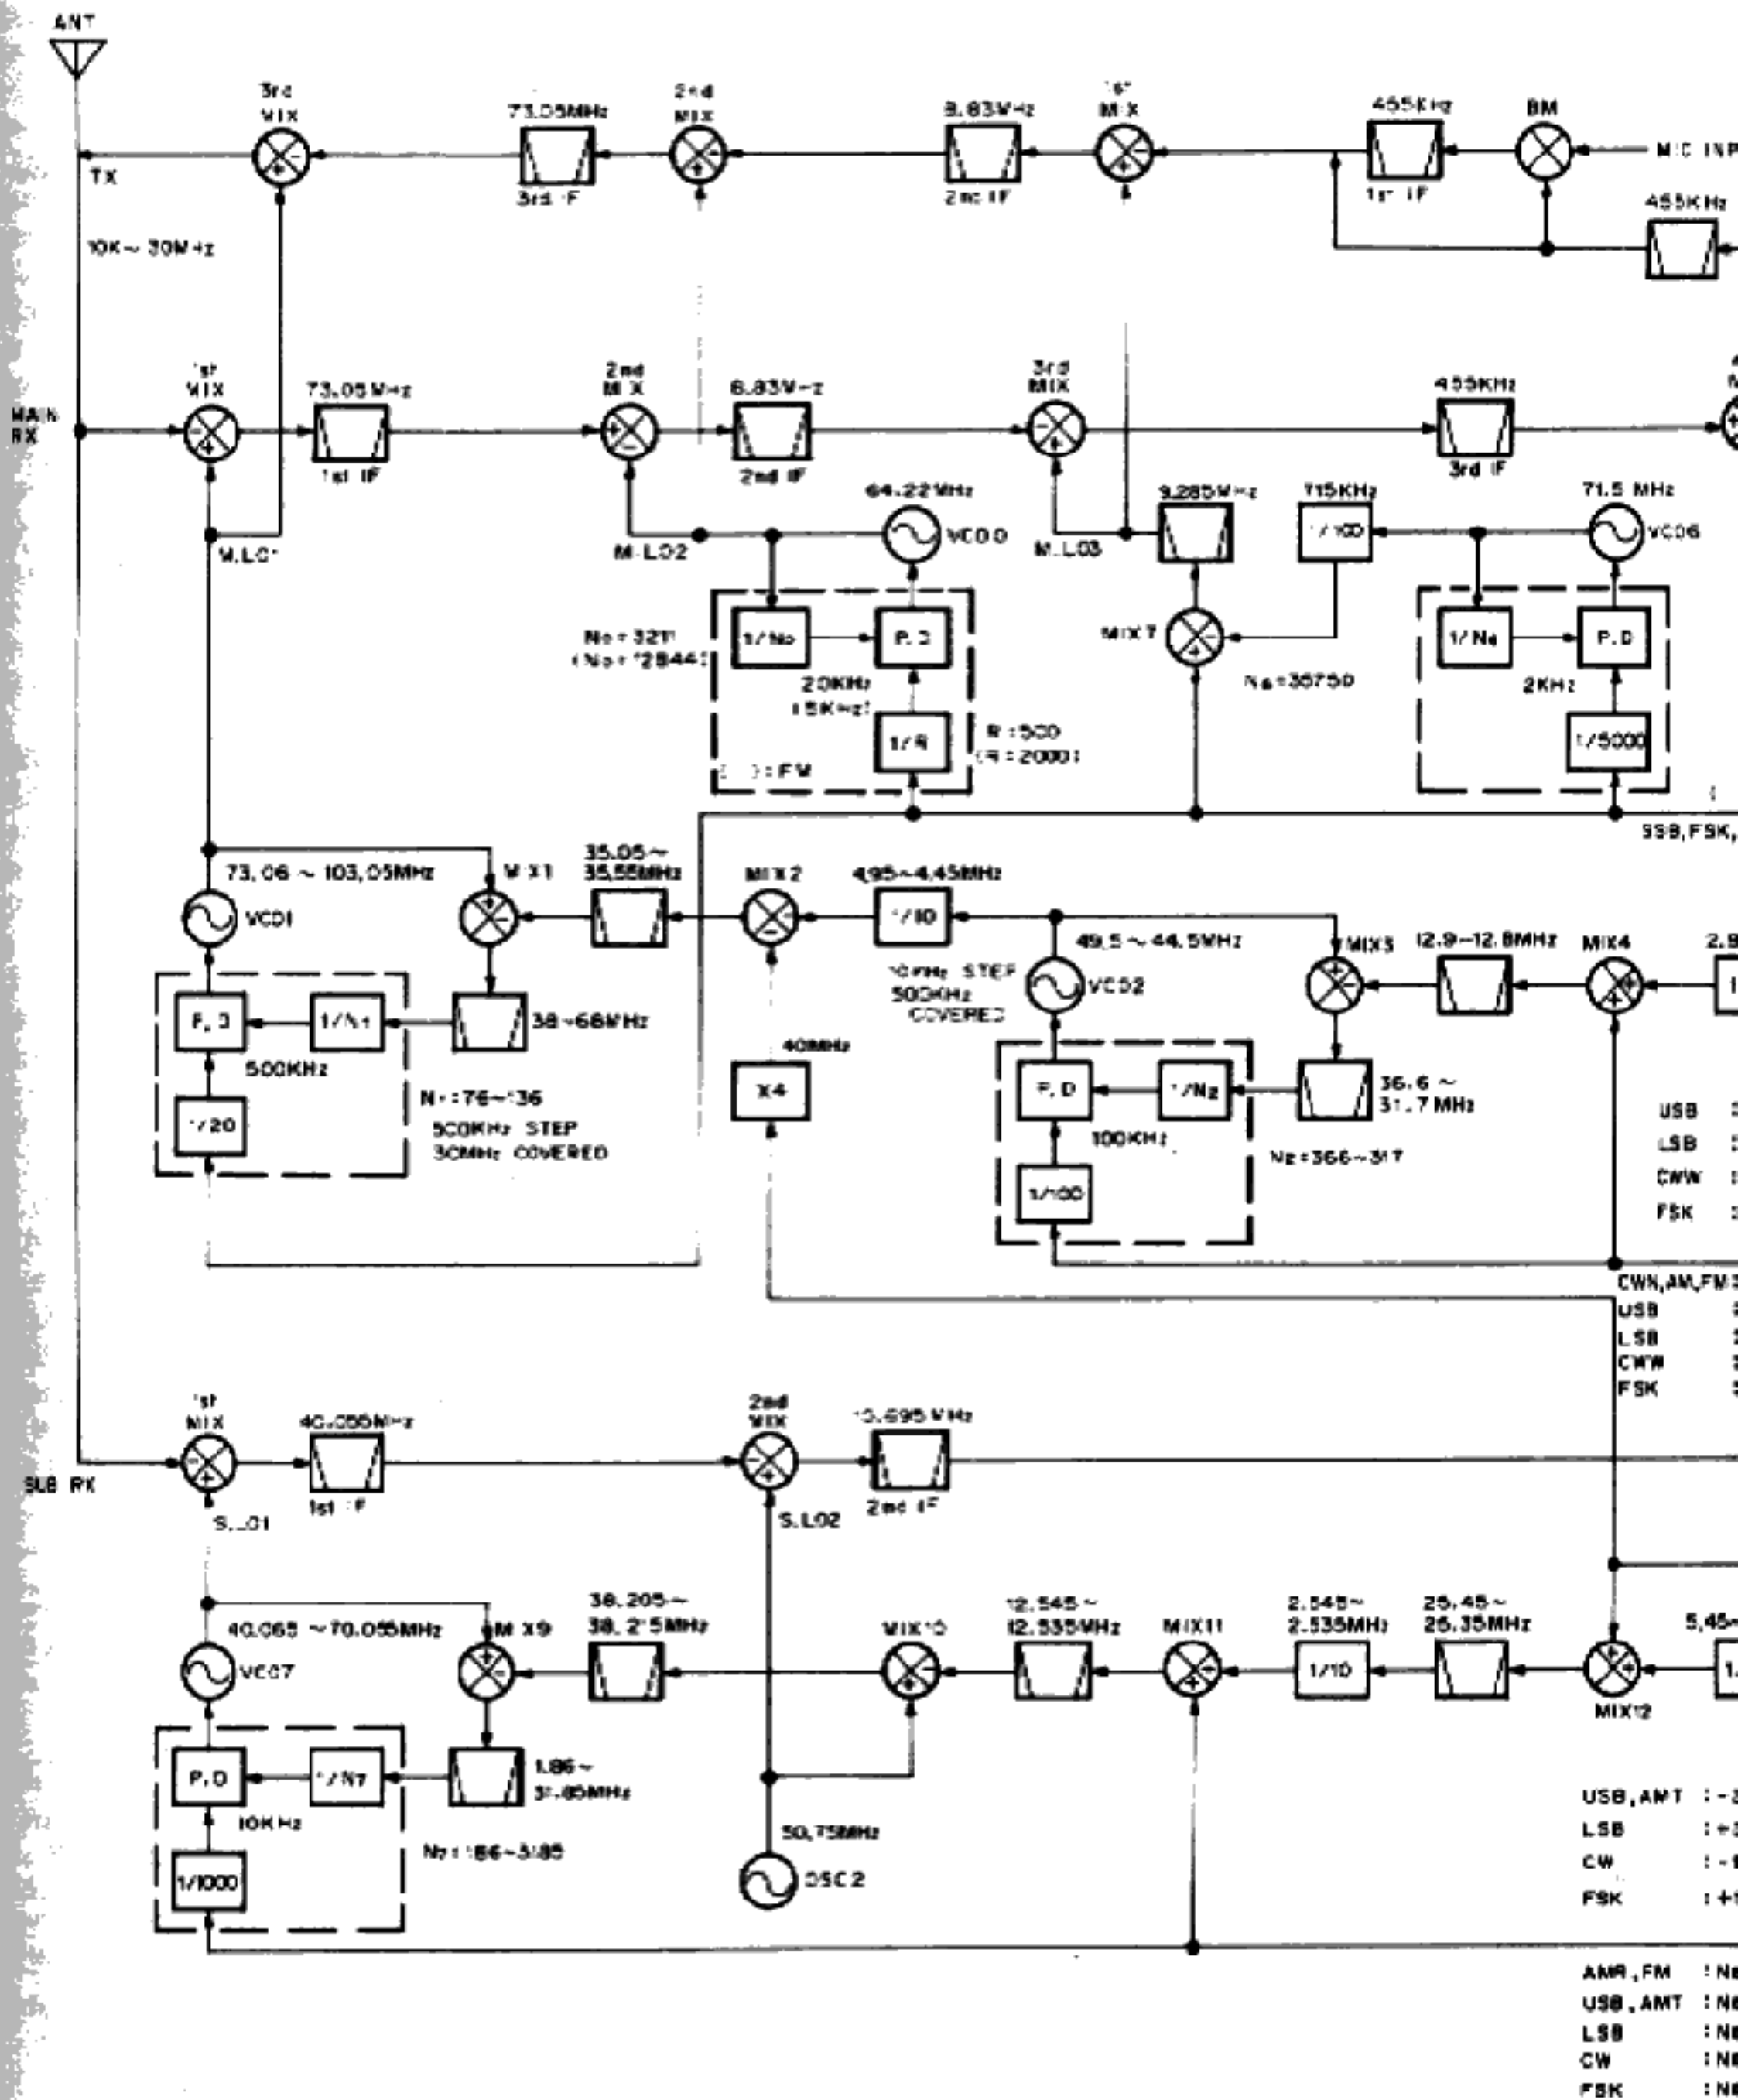 ANT
3rd
MIX
73.05MHz
2nd
MIX
8.83MHz
1st
MIX
455KHz
BM
MIC INP
TX
3rd IF
2nd IF
1st IF
455KHz
10K~30MHz
1st
MIX
73.05MHz
2nd
MIX
8.83MHz
3rd
MIX
455KHz
MAIN
RX
1st IF
2nd IF
3rd IF
64.22MHz
9.285MHz
715KHz
71.5 MHz
M.LO1
M.LO2
M.LO3
1/100
VCO6
1/No
P.D
MIX7
1/N6
P.D
No=3211
(No=12844)
20KHz
(5KHz)
N6=35750
2KHz
1/R
R=500
(R=2000)
1/5000
( ):FM
SSB,FSK,
73.06 ~ 103.05MHz
MIX1
35.05~
35.55MHz
MIX2
4.95~4.45MHz
VCO1
1/10
49.5 ~ 44.5MHz
MIX3
12.9~12.8MHz
MIX4
10KHz STEP
500KHz
COVERED
VCO2
P.D
1/N1
38~68MHz
500KHz
40MHz
X4
P.D
1/N2
36.6 ~
31.7 MHz
1/20
N1=76~136
500KHz STEP
30MHz COVERED
100KHz
N2=366~317
1/100
USB
LSB
CWW
FSK
CWN,AM,FM
USB
LSB
CWW
FSK
1st
MIX
40.055MHz
2nd
MIX
10.695MHz
SUB RX
S.LO1
1st IF
S.LO2
2nd IF
40.065 ~70.055MHz
MIX9
38.205~
38.215MHz
MIX10
12.545~
12.535MHz
MIX11
2.545~
2.535MHz
25.45~
25.35MHz
5.45~
VCO7
1/10
MIX12
P.D
1/N7
1.86~
31.85MHz
10KHz
N7=186~3185
1/1000
50.75MHz
OSC2
USB,AMT
LSB
CW
FSK
AMR,FM
USB,AMT
LSB
CW
FSK